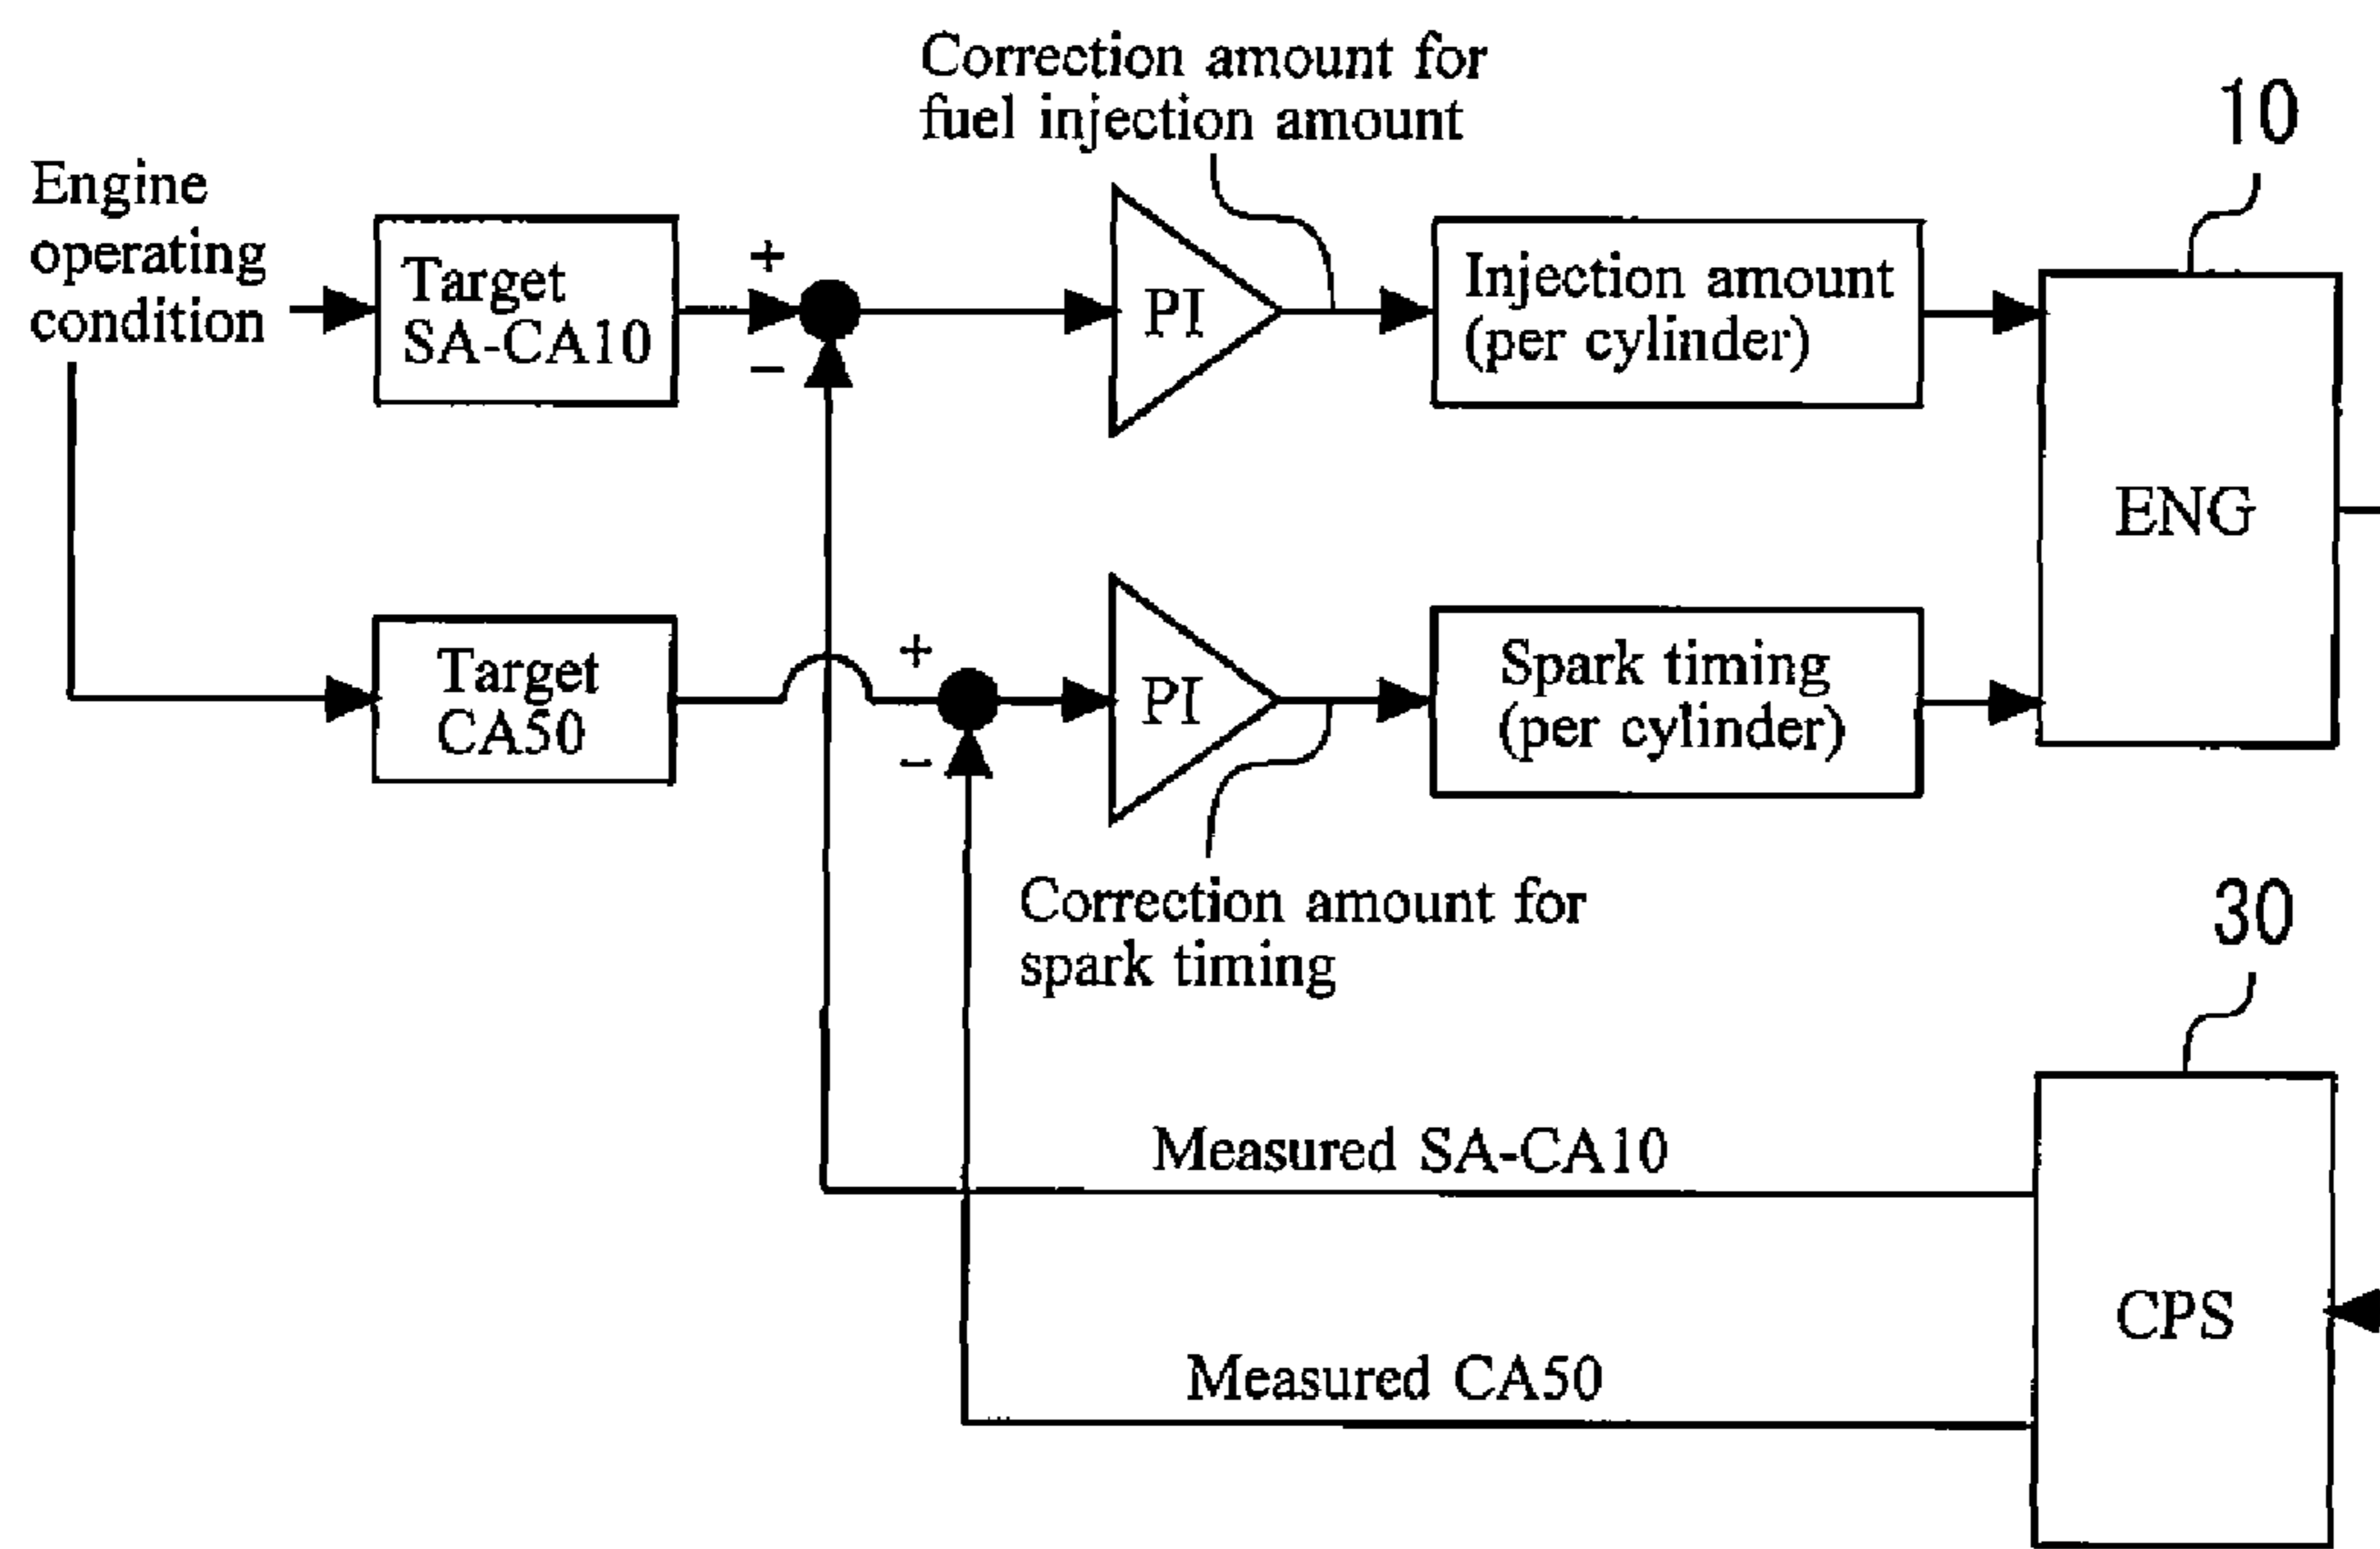 Correction amount for
fuel injection amount
10
Engine
operating
condition
Target
SA-CA10
+
−
PI
Injection amount
(per cylinder)
ENG
Target
CA50
+
−
PI
Spark timing
(per cylinder)
Correction amount for
spark timing
30
Measured SA-CA10
CPS
Measured CA50